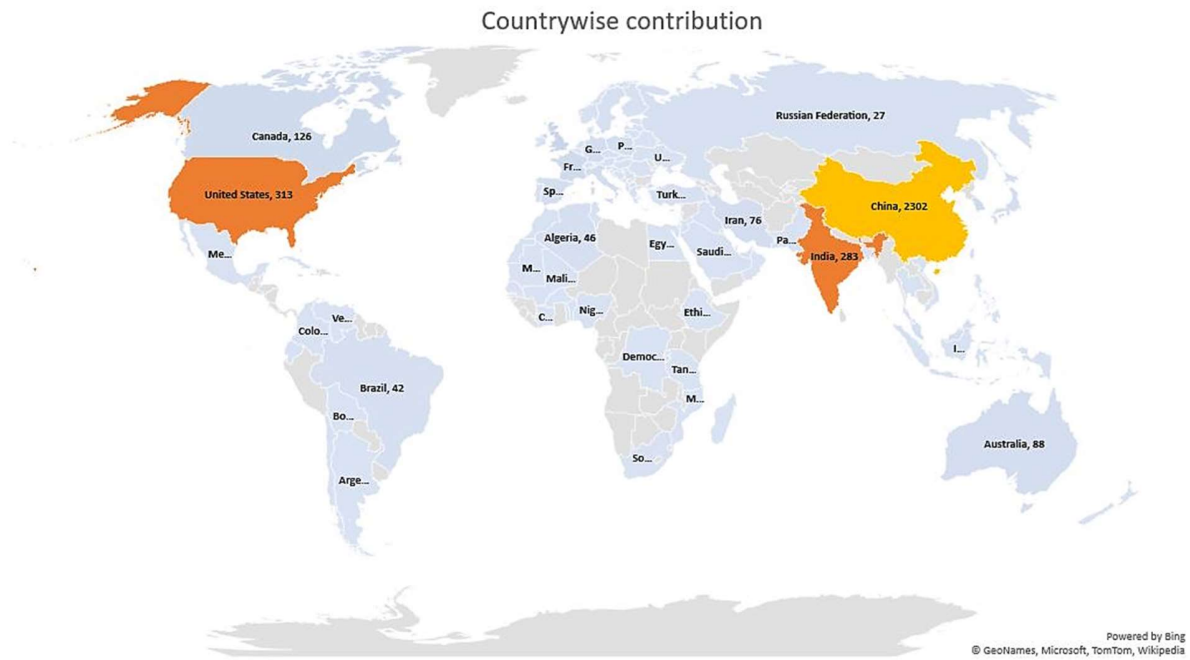 Countrywise contribution
Russian Federation, 27
Canada, 126
G...
P...
U...
Fr...
Sp...
Turk...
United States, 313
China, 2302
Iran, 76
Algeria, 46
Egy...
Pa...
Saudi...
Me...
India, 283
M...
Mali...
Nig...
Ethi...
C...
Ve...
Colo...
I...
Democ...
Tan...
Brazil, 42
M...
Bo...
Australia, 88
So...
Arge...
Powered by Bing
© GeoNames, Microsoft, TomTom, Wikipedia